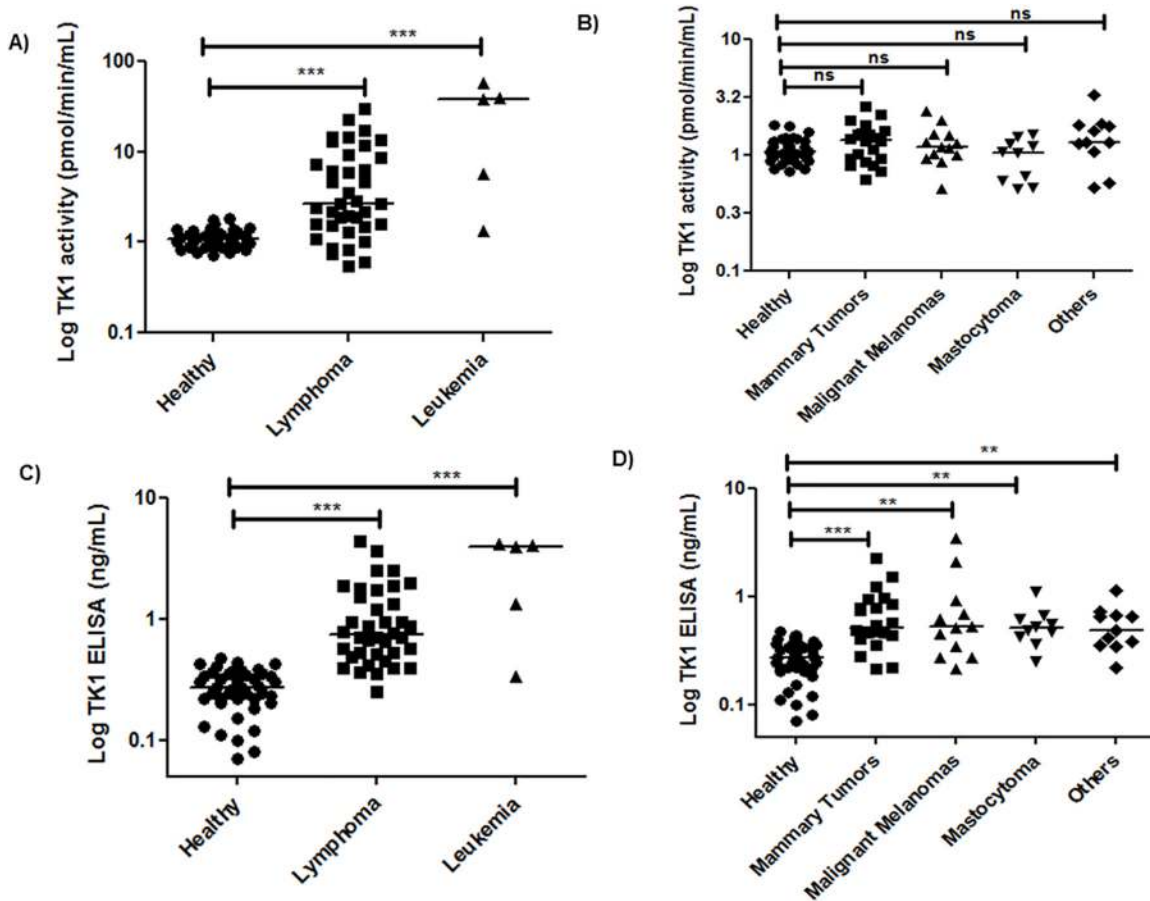 A)
Log TK1 activity (pmol/min/mL)
100
10
1
0.1
***
***
Healthy
Lymphoma
Leukemia
B)
Log TK1 activity (pmol/min/mL)
10
3.2
1
0.3
0.1
ns
ns
ns
ns
Healthy
Mammary Tumors
Malignant Melanomas
Mastocytoma
Others
C)
Log TK1 ELISA (ng/mL)
10
1
0.1
***
***
Healthy
Lymphoma
Leukemia
D)
Log TK1 ELISA (ng/mL)
10
1
0.1
**
**
**
***
Healthy
Mammary Tumors
Malignant Melanomas
Mastocytoma
Others